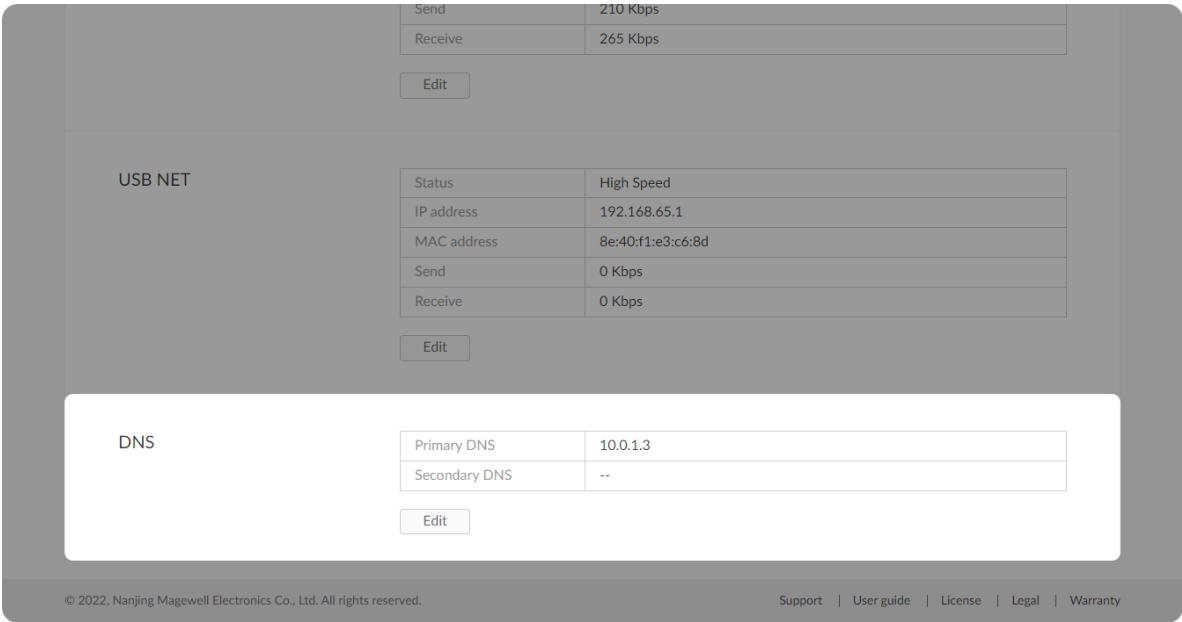 Send 210 Kbps
Receive 265 Kbps
Edit
USB NET
Status High Speed
IP address 192.168.65.1
MAC address 8e:40:f1:e3:c6:8d
Send 0 Kbps
Receive 0 Kbps
Edit
DNS
Primary DNS 10.0.1.3
Secondary DNS --
Edit
© 2022, Nanjing Magewell Electronics Co., Ltd. All rights reserved.
Support | User guide | License | Legal | Warranty